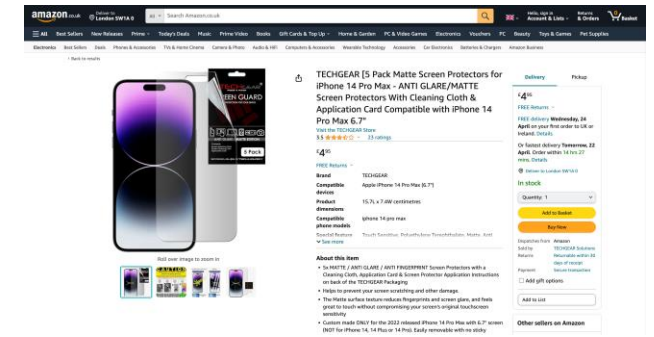 amazon.co.uk
Deliver to
London SW1A 0
All
Search Amazon.co.uk
Hello, sign in
Account & Lists
Returns
& Orders
Basket
All
Best Sellers
New Releases
Prime
Today's Deals
Music
Prime Video
Books
Gift Cards & Top Up
Home & Garden
PC & Video Games
Electronics
Vouchers
PC
Beauty
Toys & Games
Pet Supplies
Electronics
Best Sellers
Deals
Phones & Accessories
TVs & Home Cinema
Camera & Photo
Audio & HiFi
Computers & Accessories
Wearable Technology
Accessories
Car Electronics
Batteries & Chargers
Amazon Business
‹ Back to results
EEN GUARD
5 Pack
Roll over image to zoom in
TECHGEAR [5 Pack Matte Screen Protectors for
iPhone 14 Pro Max - ANTI GLARE/MATTE
Screen Protectors With Cleaning Cloth &
Application Card Compatible with iPhone 14
Pro Max 6.7"
Visit the TECHGEAR Store
3.5
23 ratings
£4⁹⁵
FREE Returns
Brand TECHGEAR
Compatible devices Apple iPhone 14 Pro Max [6.7"]
Product dimensions 15.7L x 7.4W centimetres
Compatible phone models iphone 14 pro max
See more
About this item
• 5x MATTE / ANTI GLARE / ANTI FINGERPRINT Screen Protectors with a
Cleaning Cloth, Application Card & Screen Protector Application Instructions
on back of the TECHGEAR Packaging
• Helps to prevent your screen scratching and other damage.
• The Matte surface texture reduces fingerprints and screen glare, and feels
great to touch without compromising your screen's original touchscreen
sensitivity
• Custom made ONLY for the 2022 released iPhone 14 Pro Max with 6.7" screen
(NOT for iPhone 14, 14 Plus or 14 Pro). Easily removable with no sticky
Delivery
Pickup
£4⁹⁵
FREE Returns
FREE delivery Wednesday, 24
April on your first order to UK or
Ireland. Details
Or fastest delivery Tomorrow, 22
April. Order within 14 hrs 27
mins. Details
Deliver to London SW1A 0
In stock
Quantity: 1
Add to Basket
Buy Now
Dispatches from Amazon
Sold by TECHGEAR Solutions
Returns Returnable within 30
days of receipt
Payment Secure transaction
Add gift options
Add to List
Other sellers on Amazon